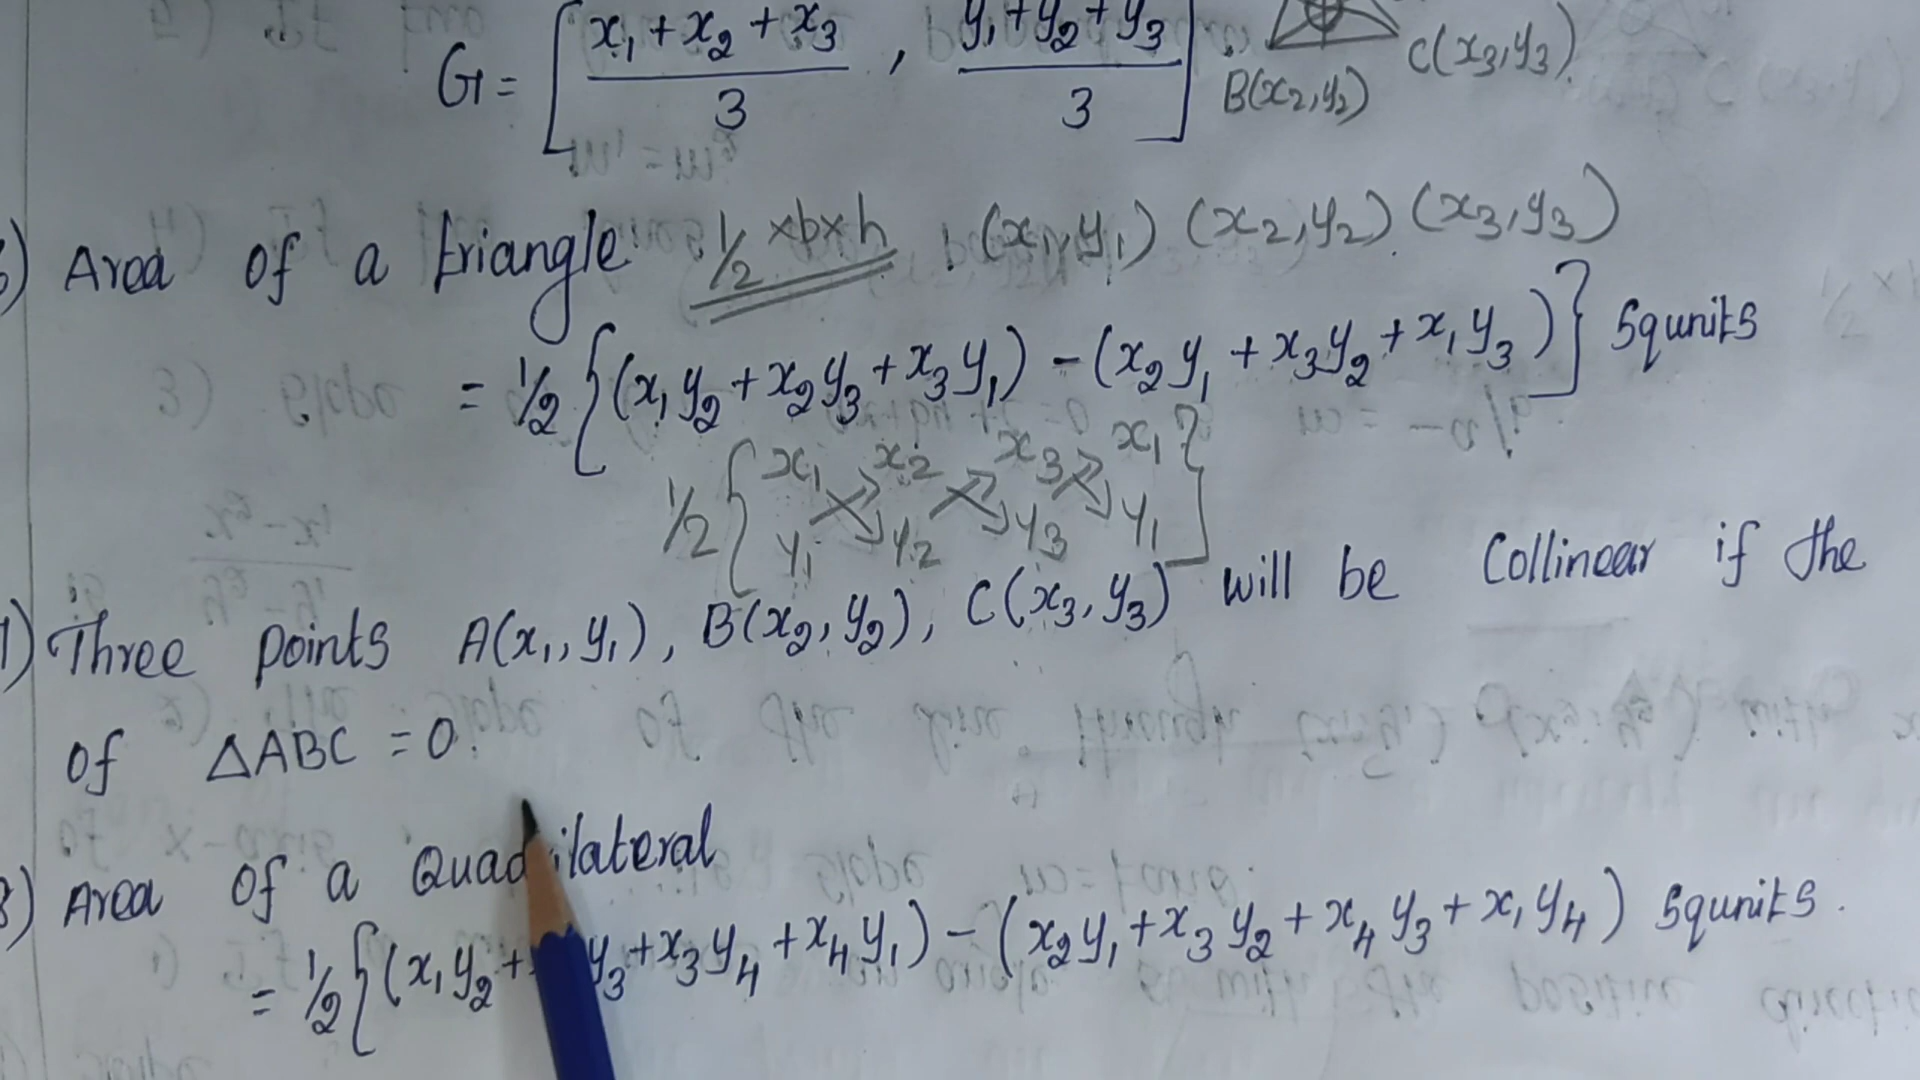 G = [ x₁ + x₂ + x₃ / 3 , y₁ + y₂ + y₃ / 3 ]
B(x₂,y₂) C(x₃,y₃)
) Area of a triangle ½ × b × h , (x₁,y₁) (x₂,y₂) (x₃,y₃)
= ½ { (x₁y₂ + x₂y₃ + x₃y₁) - (x₂y₁ + x₃y₂ + x₁y₃) } squnits
½ { x₁ x₂ x₃ x₁ }
y₁ y₂ y₃ y₁
) Three points A(x₁,y₁), B(x₂,y₂), C(x₃,y₃) will be Collinear if the
of △ABC = 0
8) Area of a Quadrilateral
= ½ { (x₁y₂ + y₃ + x₃y₄ + x₄y₁) - (x₂y₁ + x₃y₂ + x₄y₃ + x₁y₄) squnits.